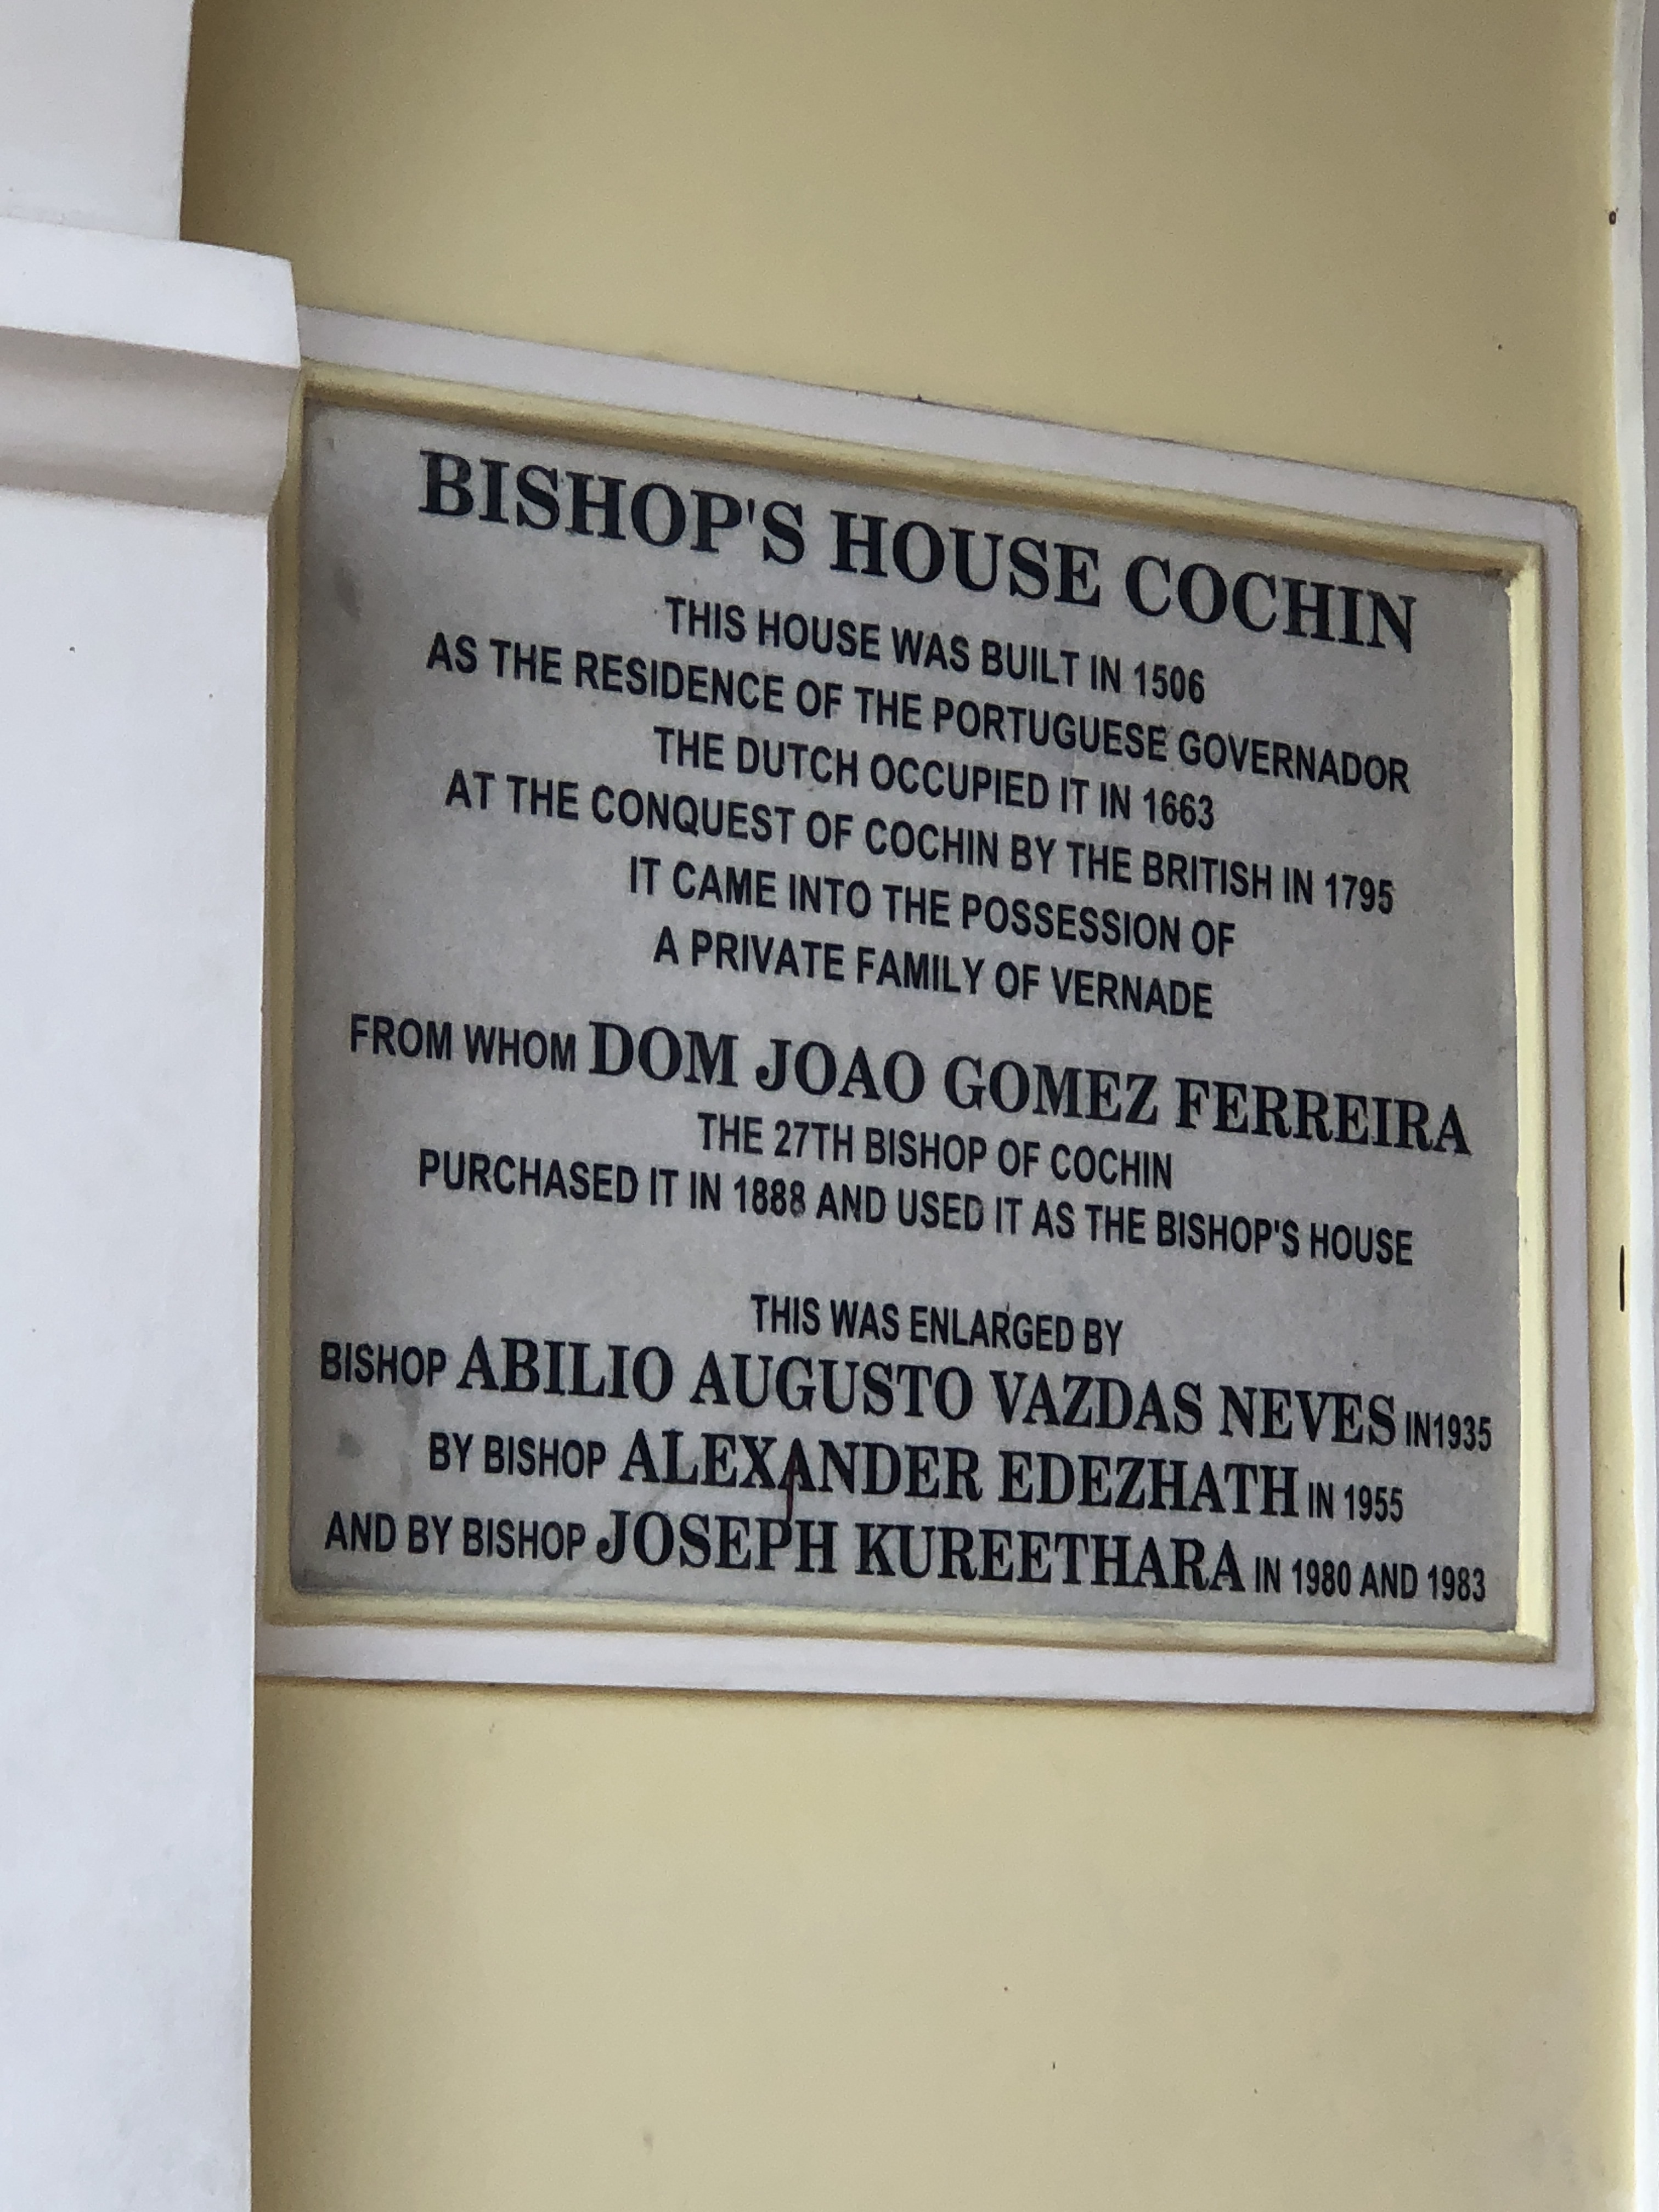 BISHOP'S HOUSE COCHIN
THIS HOUSE WAS BUILT IN 1506
AS THE RESIDENCE OF THE PORTUGUESE GOVERNADOR
THE DUTCH OCCUPIED IT IN 1663
AT THE CONQUEST OF COCHIN BY THE BRITISH IN 1795
IT CAME INTO THE POSSESSION OF
A PRIVATE FAMILY OF VERNADE
FROM WHOM DOM JOAO GOMEZ FERREIRA
THE 27TH BISHOP OF COCHIN
PURCHASED IT IN 1888 AND USED IT AS THE BISHOP'S HOUSE
THIS WAS ENLARGED BY
BISHOP ABILIO AUGUSTO VAZDAS NEVES IN1935
BY BISHOP ALEXANDER EDEZHATH IN 1955
AND BY BISHOP JOSEPH KUREETHARA IN 1980 AND 1983